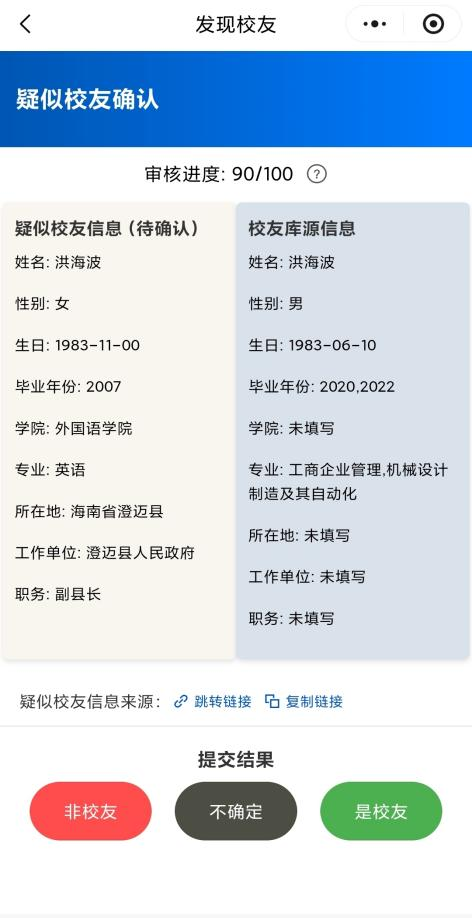 发现校友
疑似校友确认
审核进度: 90/100 ?
疑似校友信息 (待确认)
姓名: 洪海波
性别: 女
生日: 1983-11-00
毕业年份: 2007
学院: 外国语学院
专业: 英语
所在地: 海南省澄迈县
工作单位: 澄迈县人民政府
职务: 副县长
校友库源信息
姓名: 洪海波
性别: 男
生日: 1983-06-10
毕业年份: 2020,2022
学院: 未填写
专业: 工商企业管理,机械设计
制造及其自动化
所在地: 未填写
工作单位: 未填写
职务: 未填写
疑似校友信息来源: 跳转链接 复制链接
提交结果
非校友 不确定 是校友